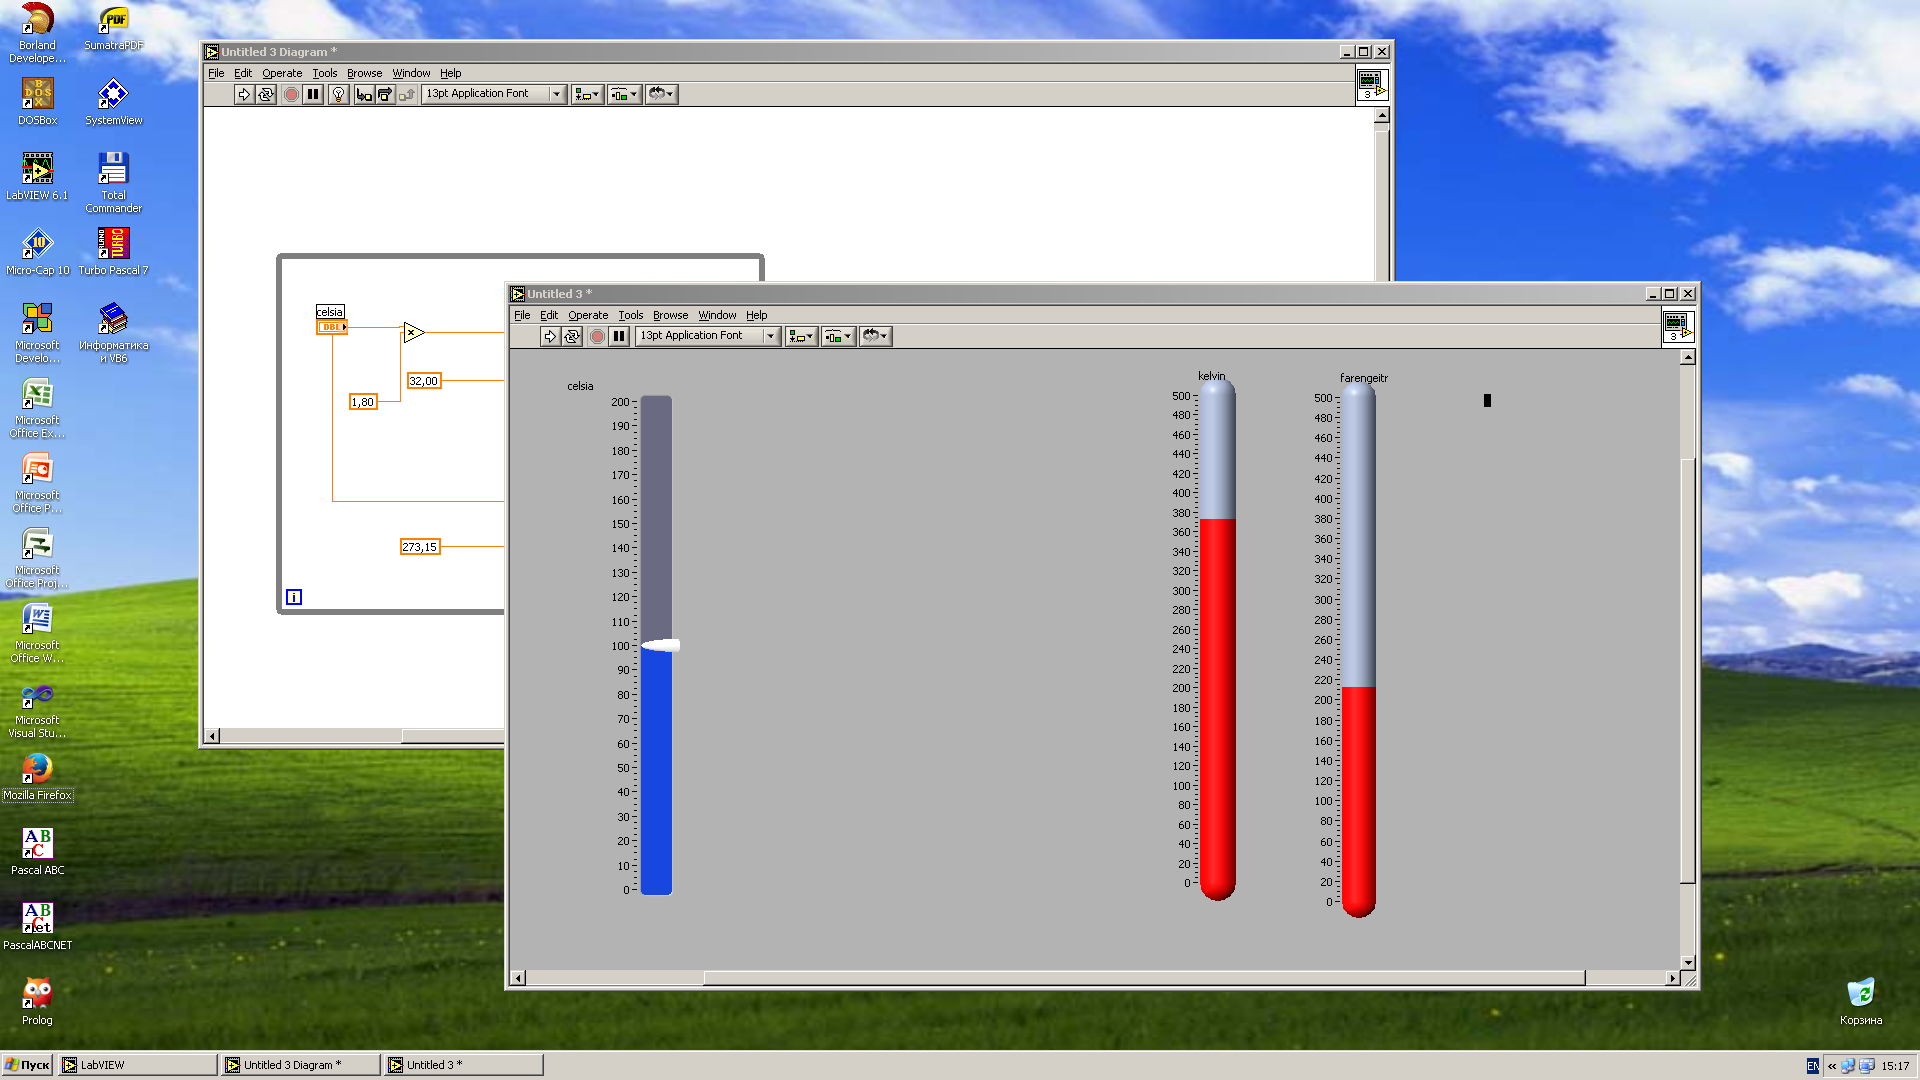 Borland
Develope...
SumatraPDF
DOSBox
SystemView
LabVIEW 6.1
Total
Commander
Micro-Cap 10
Turbo Pascal 7
Microsoft
Develo...
Информатика
и VB6
Microsoft
Office Ex...
Microsoft
Office P...
Microsoft
Office Proj...
Microsoft
Office W...
Microsoft
Visual Stu...
Mozilla Firefox
Pascal ABC
PascalABCNET
Prolog
Корзина
Untitled 3 Diagram *
File Edit Operate Tools Browse Window Help
13pt Application Font
3
celsia
DBL
32,00
1,80
273,15
i
Untitled 3 *
File Edit Operate Tools Browse Window Help
13pt Application Font
3
celsia
200
190
180
170
160
150
140
130
120
110
100
90
80
70
60
50
40
30
20
10
0
kelvin
500
480
460
440
420
400
380
360
340
320
300
280
260
240
220
200
180
160
140
120
100
80
60
40
20
0
farengeitr
500
480
460
440
420
400
380
360
340
320
300
280
260
240
220
200
180
160
140
120
100
80
60
40
20
0
Пуск
LabVIEW
Untitled 3 Diagram *
Untitled 3 *
EN
«
15:17